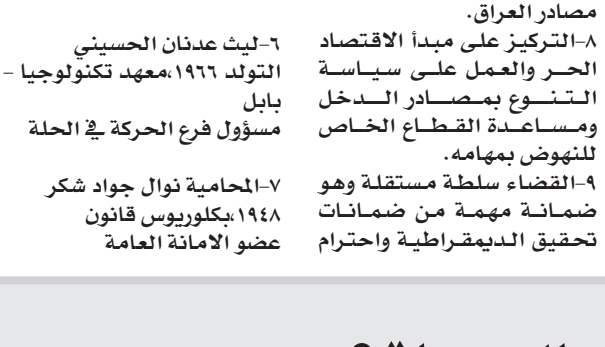 مصادر العراق.
٨-التركيز على مبدأ الاقتصاد
الحر والعمل على سياسة
التنوع بمصادر الدخل
ومساعدة القطاع الخاص
للنهوض بمهامه.
٩-القضاء سلطة مستقلة وهو
ضمانة مهمة من ضمانات
تحقيق الديمقراطية واحترام
٦-ليث عدنان الحسيني
التولد ١٩٦٦،معهد تكنولوجيا -
بابل
مسؤول فرع الحركة في الحلة
٧-المحامية نوال جواد شكر
١٩٤٨،بكلوريوس قانون
عضو الامانة العامة